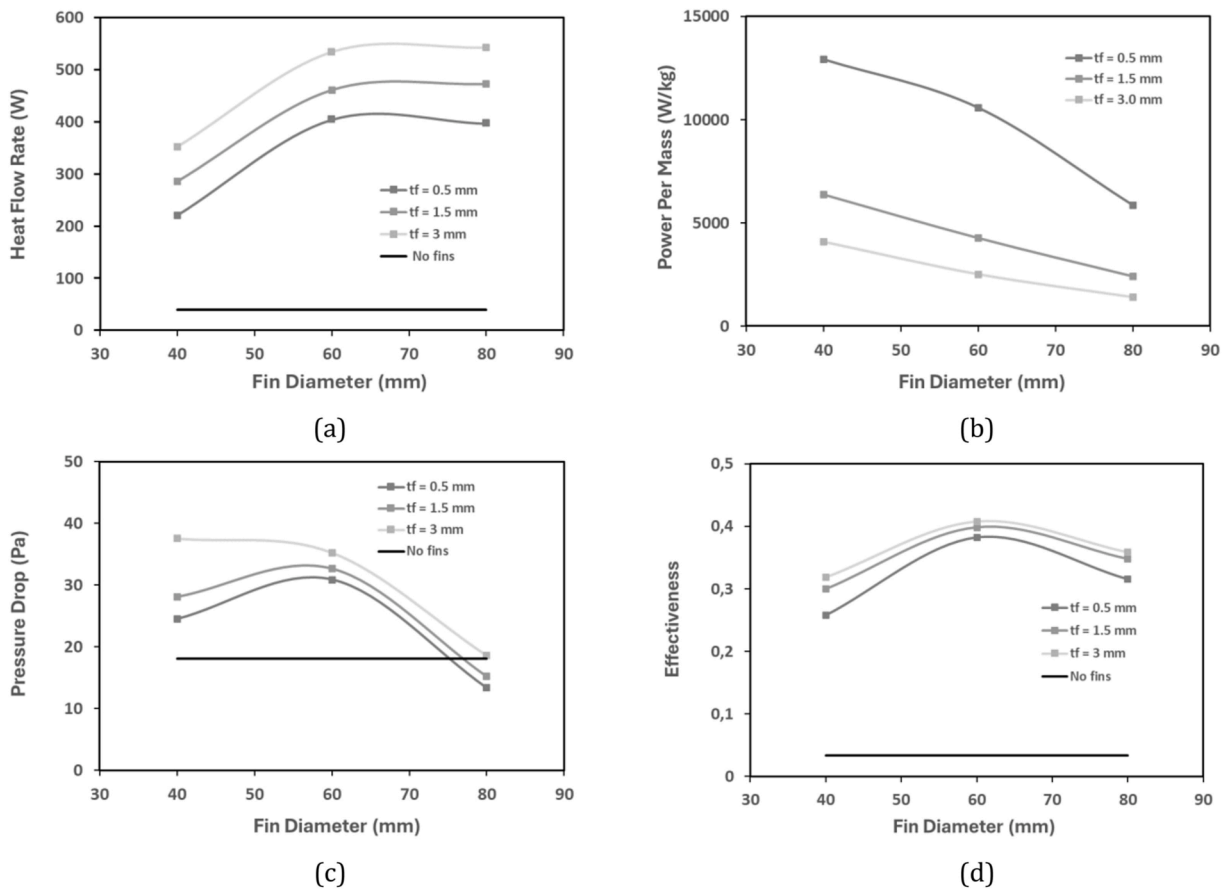 600
500
400
300
200
100
0
30 40 50 60 70 80 90
Heat Flow Rate (W)
Fin Diameter (mm)
tf = 0.5 mm
tf = 1.5 mm
tf = 3 mm
No fins
(a)
15000
10000
5000
0
30 40 50 60 70 80 90
Power Per Mass (W/kg)
Fin Diameter (mm)
tf = 0.5 mm
tf = 1.5 mm
tf = 3.0 mm
(b)
50
40
30
20
10
0
30 40 50 60 70 80 90
Pressure Drop (Pa)
Fin Diameter (mm)
tf = 0.5 mm
tf = 1.5 mm
tf = 3 mm
No fins
(c)
0,5
0,4
0,3
0,2
0,1
0
30 40 50 60 70 80 90
Effectiveness
Fin Diameter (mm)
tf = 0.5 mm
tf = 1.5 mm
tf = 3 mm
No fins
(d)